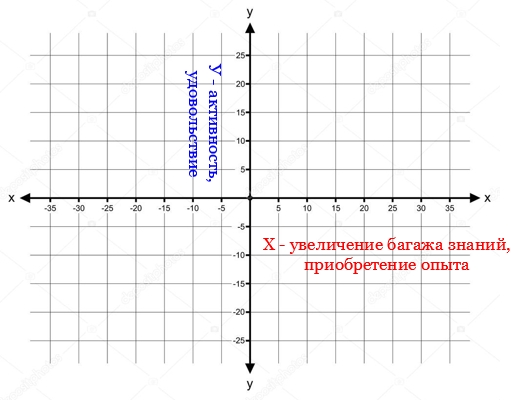 y
25
20
15
10
5
У - активность,
удовольствие
x
x
-35 -30 -25 -20 -15 -10 -5 5 10 15 20 25 30 35
-5
-10
-15
-20
-25
X - увеличение багажа знаний,
приобретение опыта
y